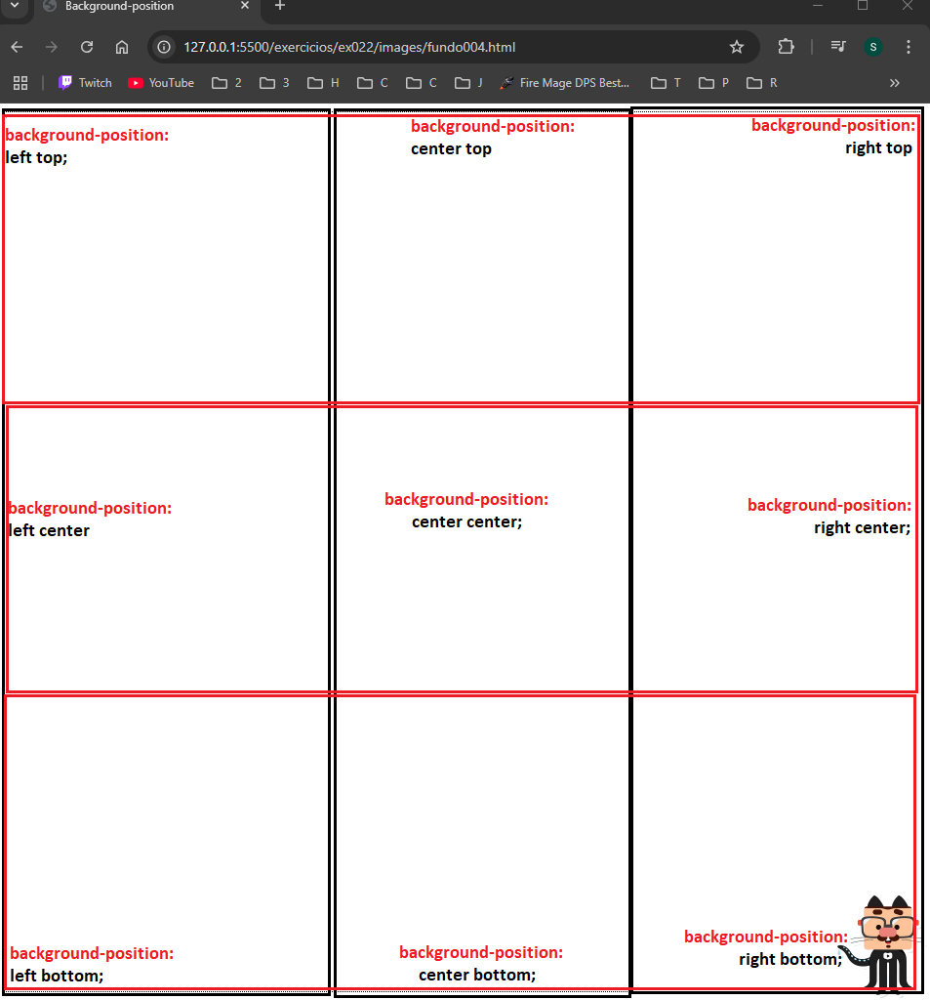 Background-position
127.0.0.1:5500/exercicios/ex022/images/fundo004.html
S
Twitch YouTube 2 3 H C C J Fire Mage DPS Best... T P R
background-position:
left top;
background-position:
center top
background-position:
right top
background-position:
left center
background-position:
center center;
background-position:
right center;
background-position:
left bottom;
background-position:
center bottom;
background-position:
right bottom;